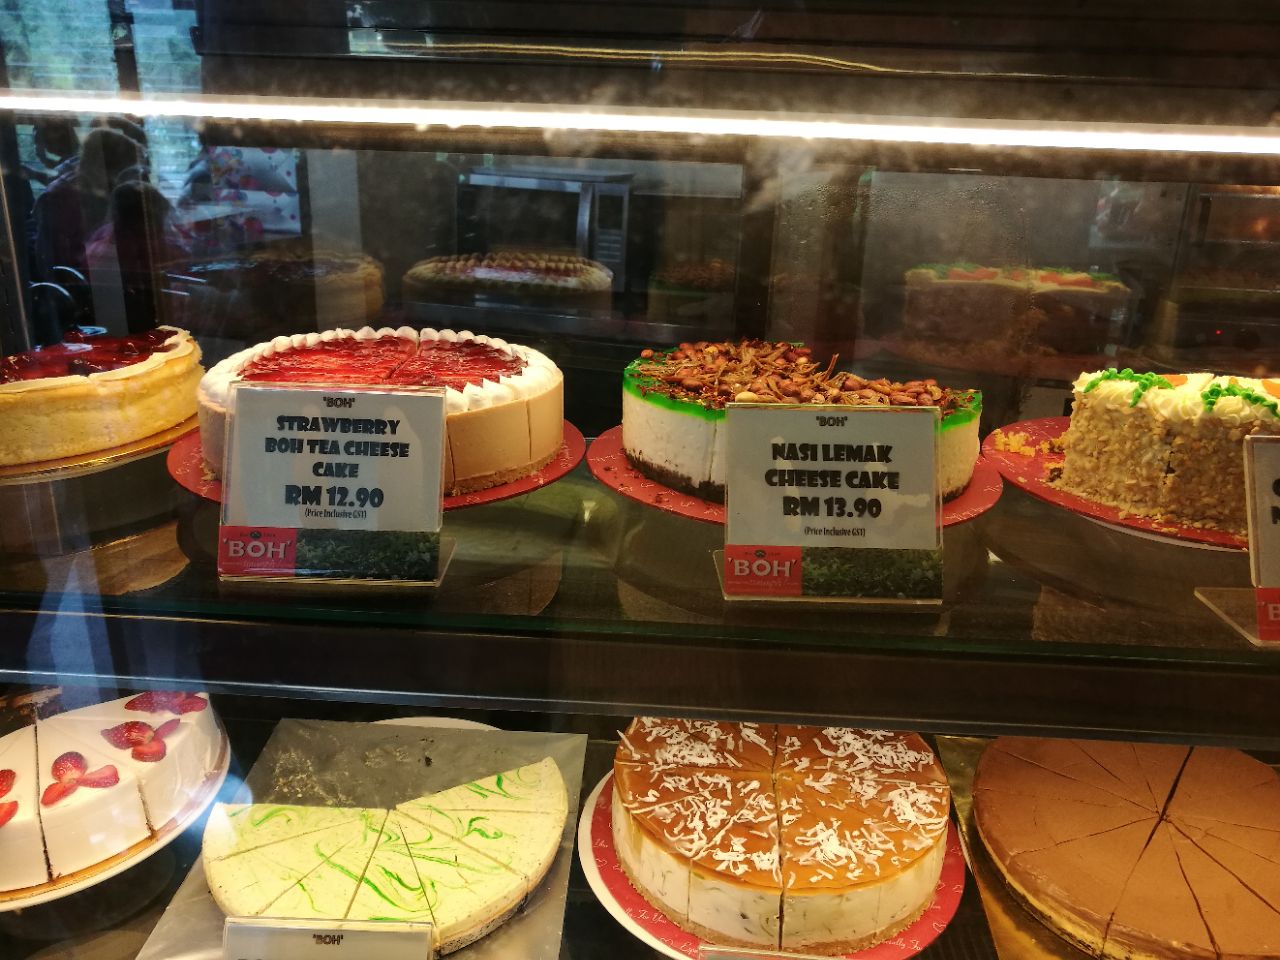 'BOH'
STRAWBERRY
BOH TEA CHEESE
CAKE
RM 12.90
(Price Inclusive GST)
'BOH'
'BOH'
NASI LEMAK
CHEESE CAKE
RM 13.90
(Price Inclusive GST)
'BOH'
'BOH'